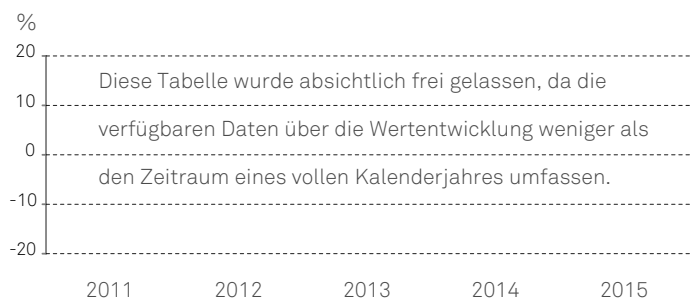 %
20
Diese Tabelle wurde absichtlich frei gelassen, da die
10
verfügbaren Daten über die Wertentwicklung weniger als
0
den Zeitraum eines vollen Kalenderjahres umfassen.
-10
-20
2011 2012 2013 2014 2015